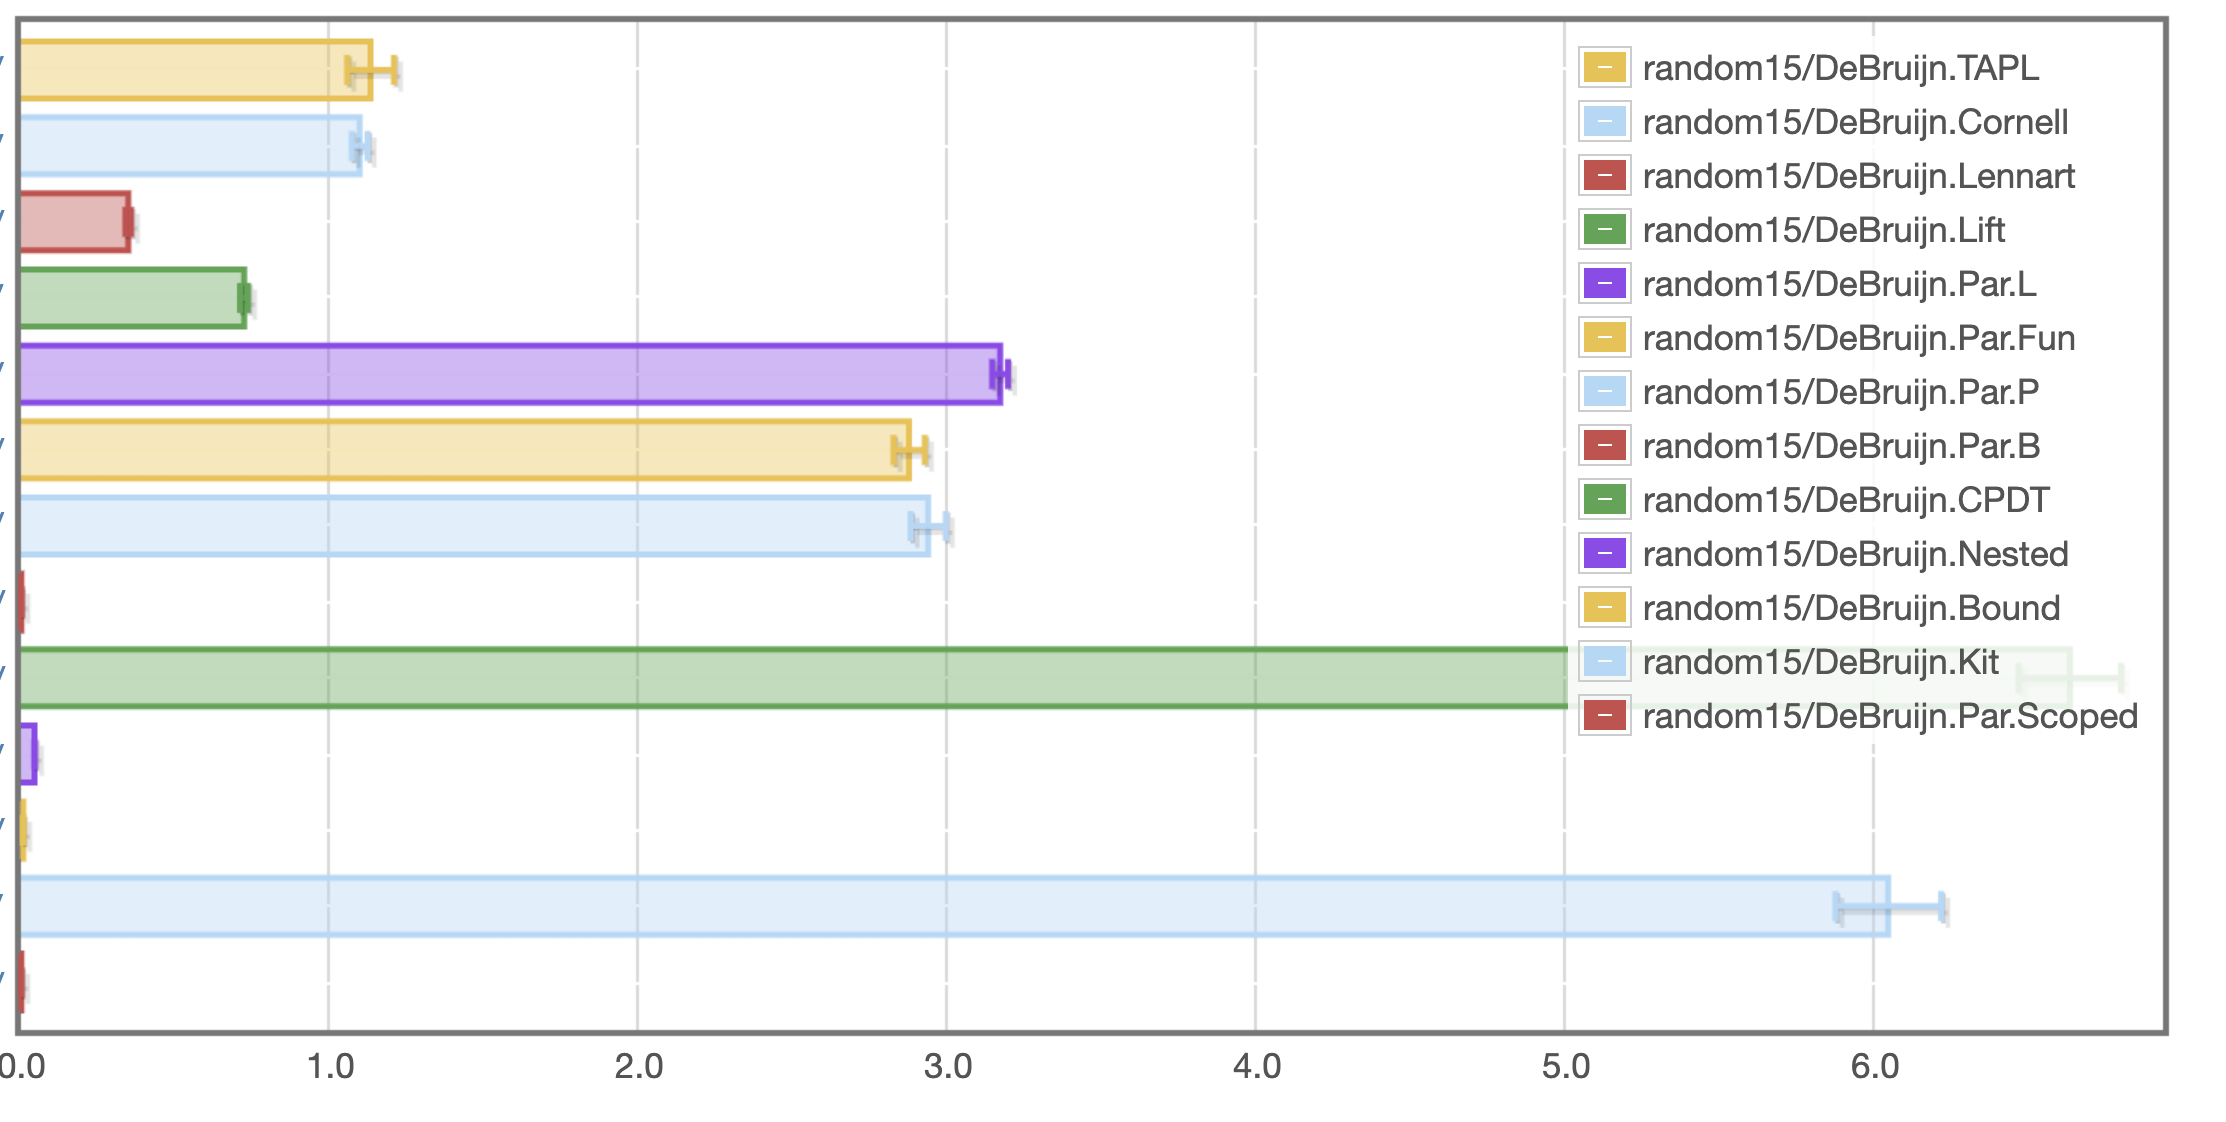 random15/DeBruijn.TAPL
random15/DeBruijn.Cornell
random15/DeBruijn.Lennart
random15/DeBruijn.Lift
random15/DeBruijn.Par.L
random15/DeBruijn.Par.Fun
random15/DeBruijn.Par.P
random15/DeBruijn.Par.B
random15/DeBruijn.CPDT
random15/DeBruijn.Nested
random15/DeBruijn.Bound
random15/DeBruijn.Kit
random15/DeBruijn.Par.Scoped
0.0 1.0 2.0 3.0 4.0 5.0 6.0